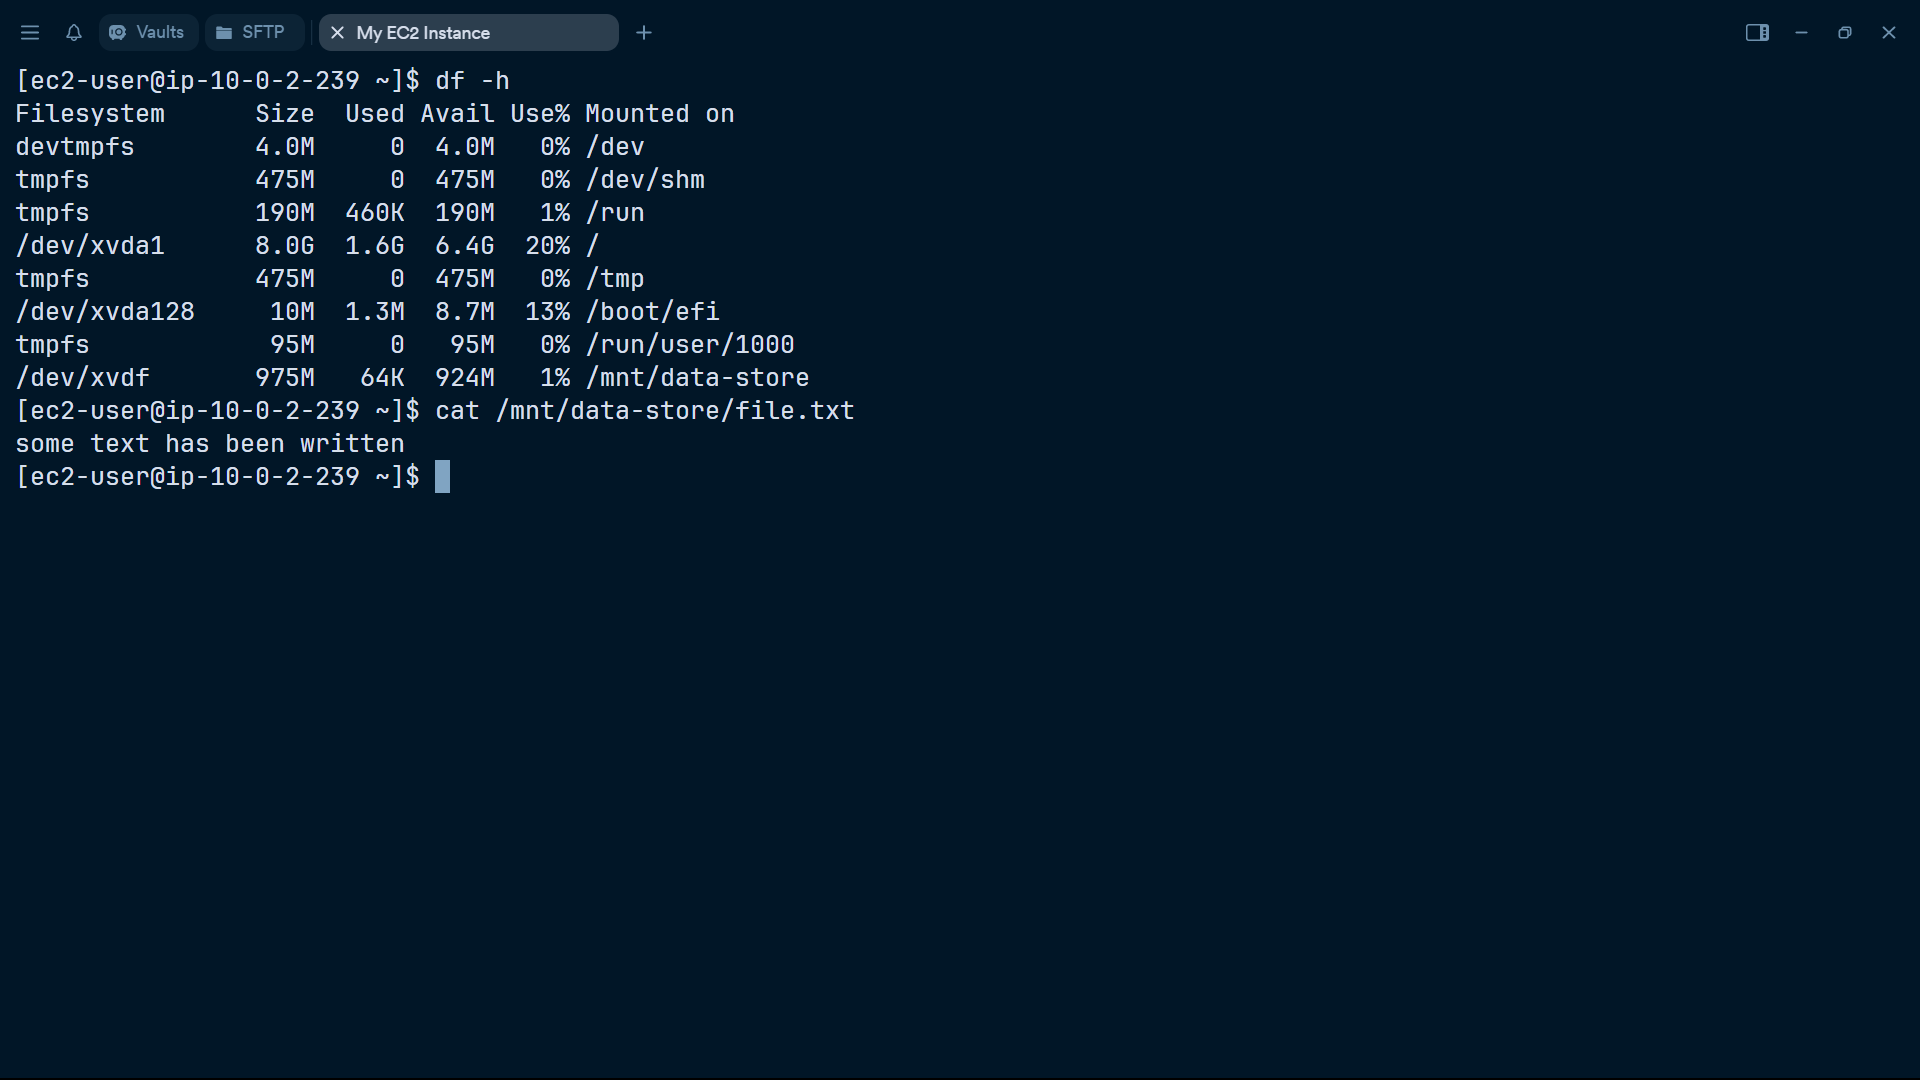 Vaults SFTP My EC2 Instance
[ec2-user@ip-10-0-2-239 ~]$ df -h
Filesystem      Size  Used Avail Use% Mounted on
devtmpfs        4.0M     0  4.0M   0% /dev
tmpfs           475M     0  475M   0% /dev/shm
tmpfs           190M  460K  190M   1% /run
/dev/xvda1      8.0G  1.6G  6.4G  20% /
tmpfs           475M     0  475M   0% /tmp
/dev/xvda128     10M  1.3M  8.7M  13% /boot/efi
tmpfs            95M     0   95M   0% /run/user/1000
/dev/xvdf       975M   64K  924M   1% /mnt/data-store
[ec2-user@ip-10-0-2-239 ~]$ cat /mnt/data-store/file.txt
some text has been written
[ec2-user@ip-10-0-2-239 ~]$